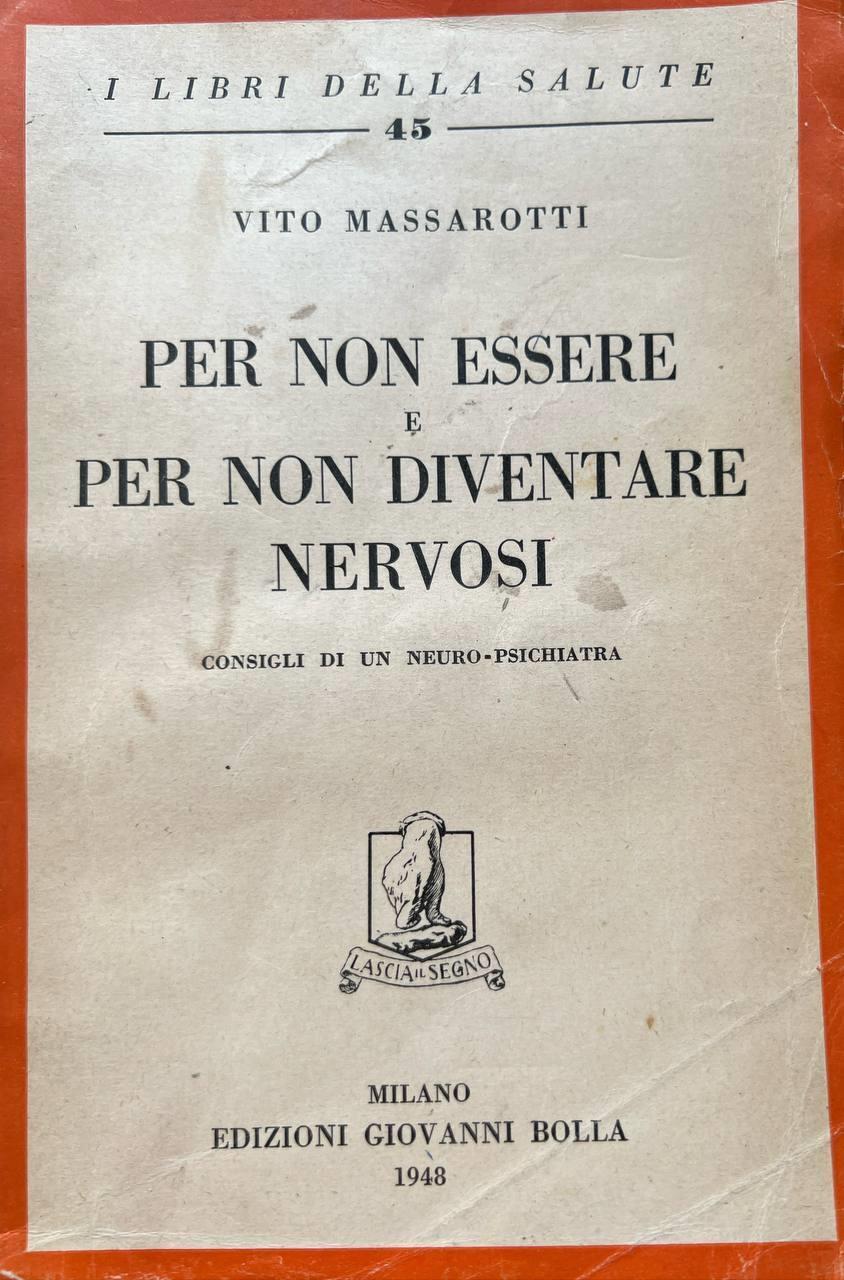 I LIBRI DELLA SALUTE
45
VITO MASSAROTTI
PER NON ESSERE
E
PER NON DIVENTARE
NERVOSI
CONSIGLI DI UN NEURO-PSICHIATRA
LASCIA IL SEGNO
MILANO
EDIZIONI GIOVANNI BOLLA
1948